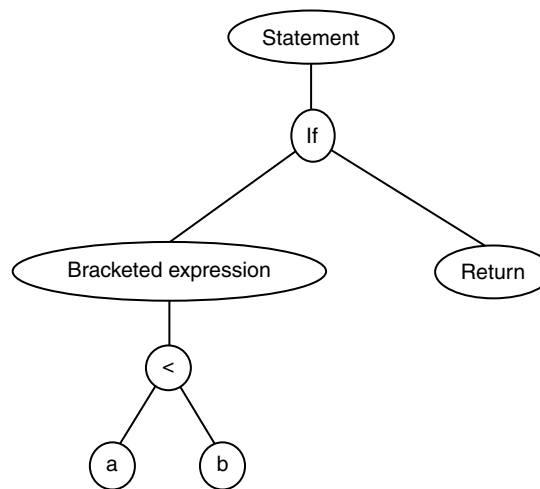 Statement
If
Bracketed expression
Return
<
a
b